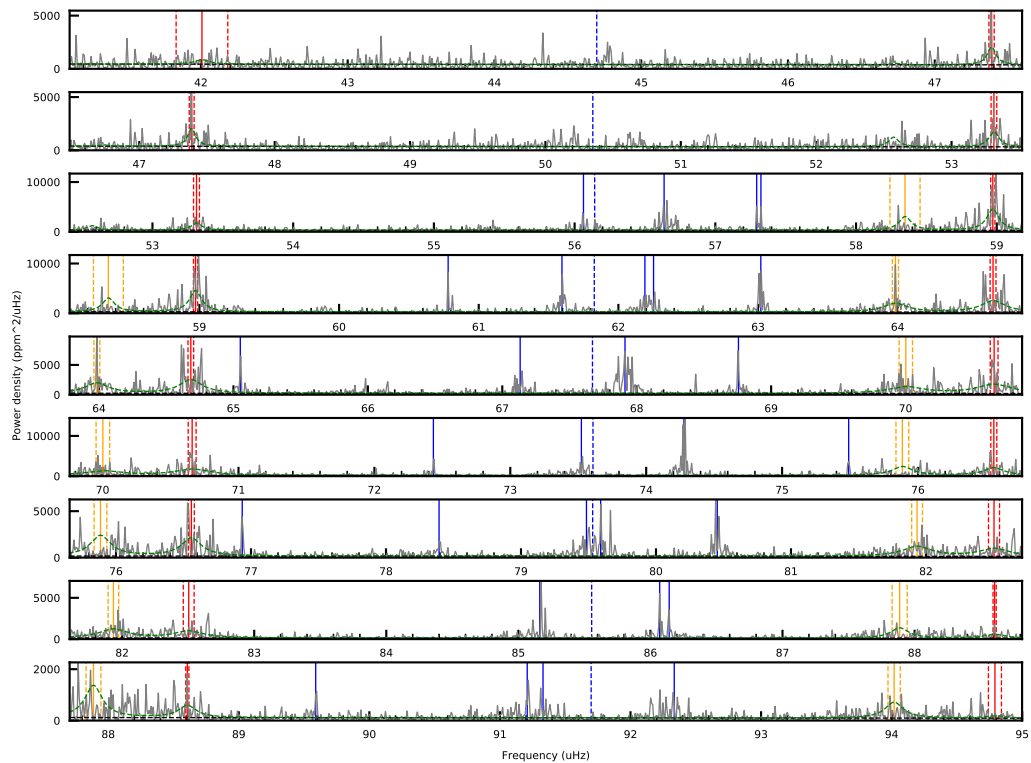 5000
0
42 43 44 45 46 47
5000
0
47 48 49 50 51 52 53
10000
0
53 54 55 56 57 58 59
10000
0
59 60 61 62 63 64
5000
0
64 65 66 67 68 69 70
Power density (ppm^2/uHz)
10000
0
70 71 72 73 74 75 76
5000
0
76 77 78 79 80 81 82
5000
0
82 83 84 85 86 87 88
2000
0
88 89 90 91 92 93 94 95
Frequency (uHz)